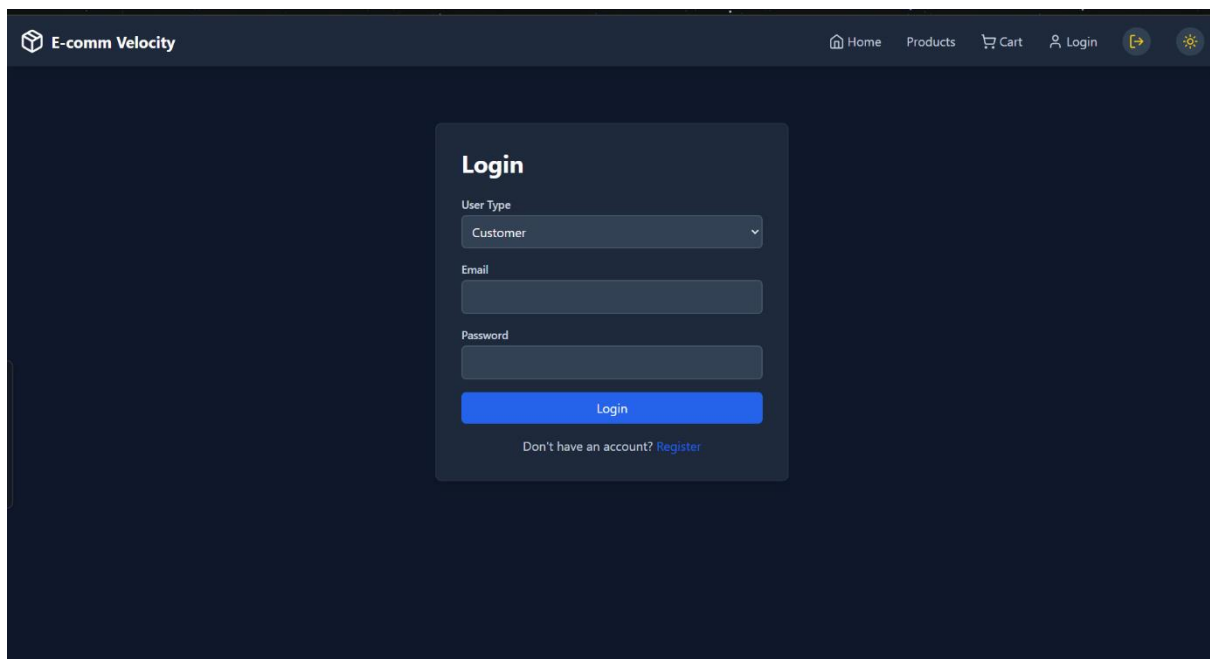 E-comm Velocity
Home Products Cart Login
Login
User Type
Customer
Email
Password
Login
Don't have an account? Register